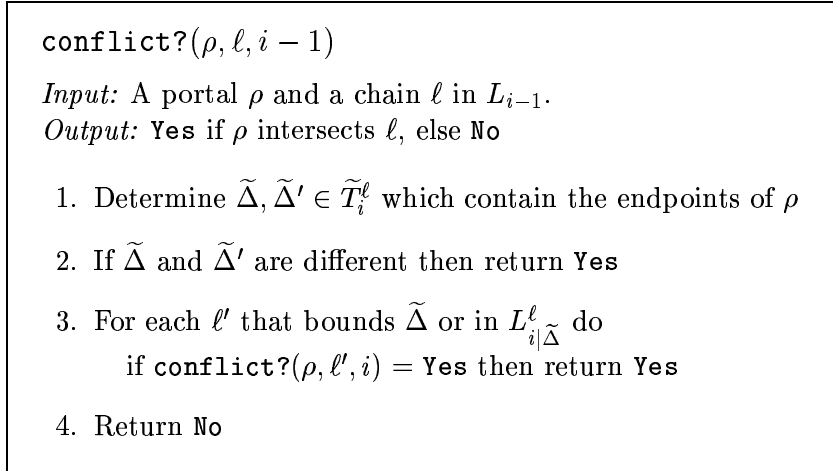 conflict?(ρ, ℓ, i − 1)
Input: A portal ρ and a chain ℓ in L_{i−1}.
Output: Yes if ρ intersects ℓ, else No
1. Determine Δ̃, Δ̃′ ∈ T̃_i^ℓ which contain the endpoints of ρ
2. If Δ̃ and Δ̃′ are different then return Yes
3. For each ℓ′ that bounds Δ̃ or in L^ℓ_{i|Δ̃} do
if conflict?(ρ, ℓ′, i) = Yes then return Yes
4. Return No